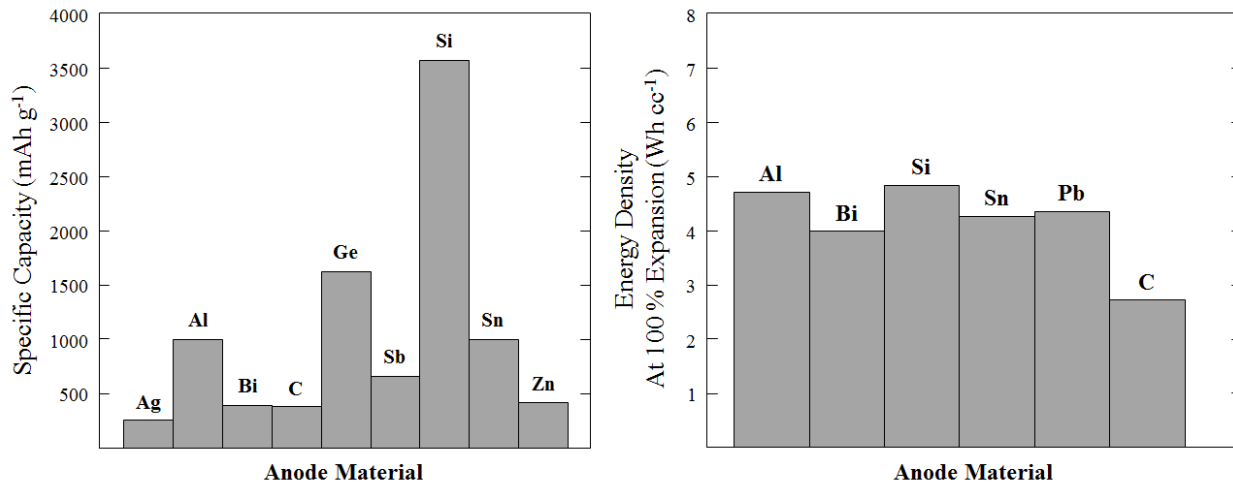 4000
3500
3000
2500
2000
1500
1000
500
Specific Capacity (mAh g⁻¹)
Ag
Al
Bi
C
Ge
Sb
Si
Sn
Zn
Anode Material
8
7
6
5
4
3
2
1
Energy Density
At 100 % Expansion (Wh cc⁻¹)
Al
Bi
Si
Sn
Pb
C
Anode Material